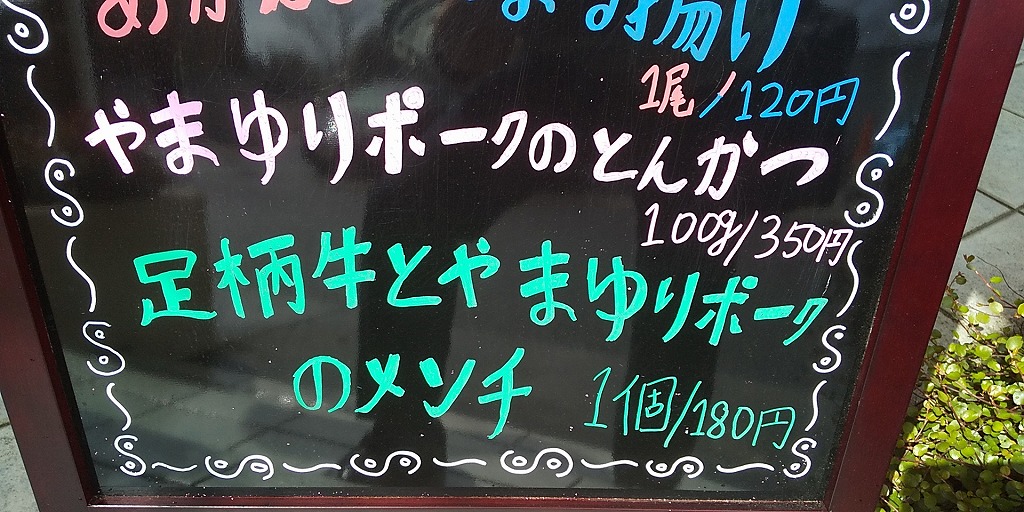 揚げ
1尾/120円
やまゆりポークのとんかつ
100g/350円
足柄牛とやまゆりポーク
のメンチ
1個/180円